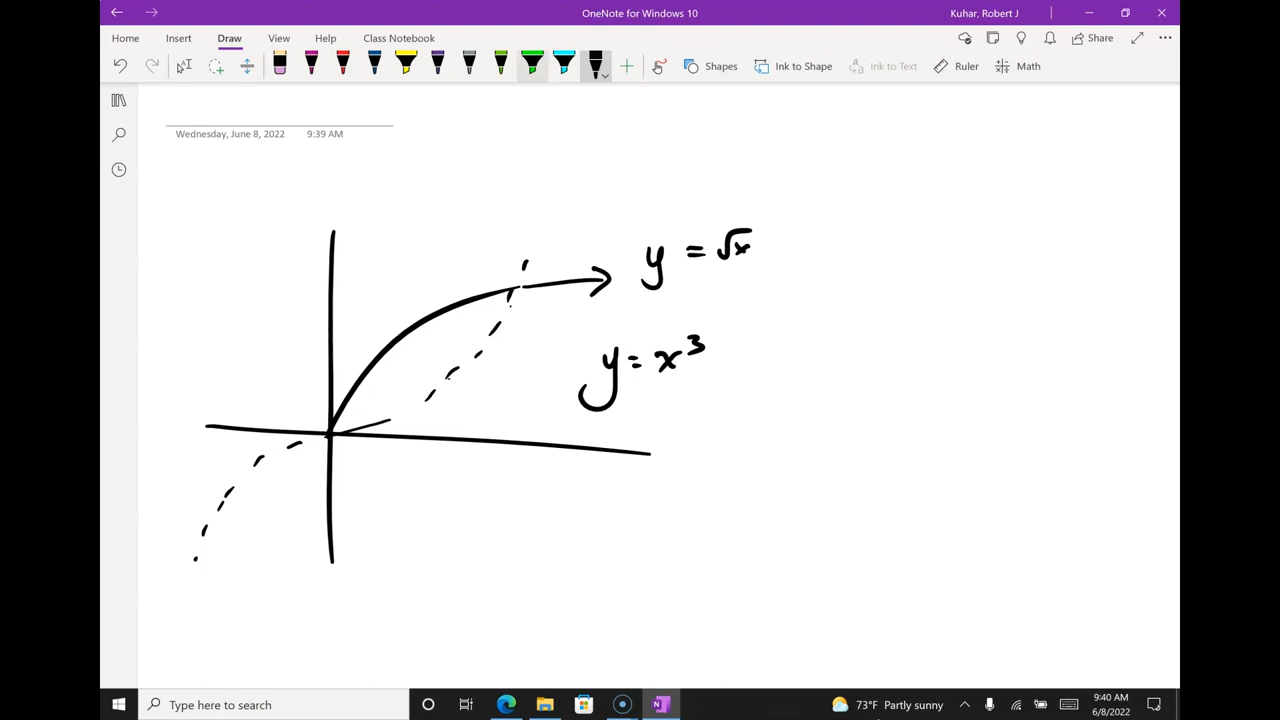 OneNote for Windows 10
Kuhar, Robert J
Home Insert Draw View Help Class Notebook
Share
Shapes Ink to Shape Ink to Text Ruler Math
Wednesday, June 8, 2022 9:39 AM
y = √x
y = x³
Type here to search
73°F Partly sunny
9:40 AM
6/8/2022